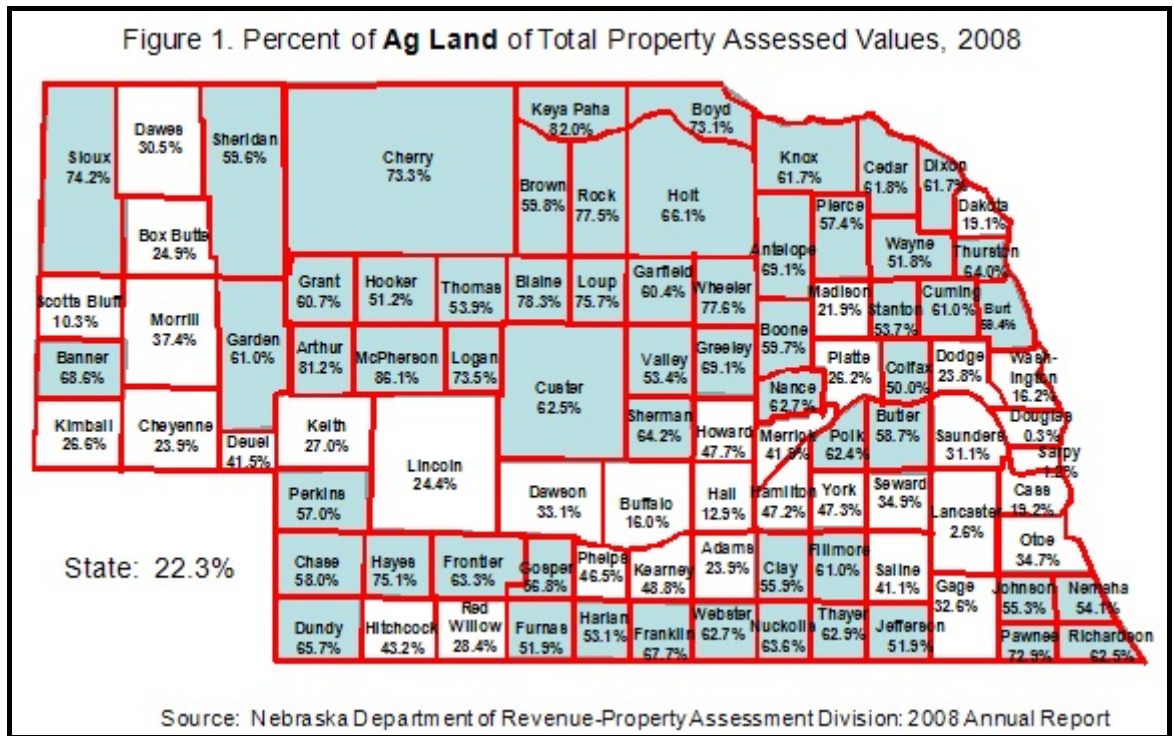 Figure 1. Percent of Ag Land of Total Property Assessed Values, 2008
Sioux
74.2%
Dawes
30.5%
Sheridan
59.6%
Cherry
73.3%
Keya Paha
82.0%
Boyd
73.1%
Brown
59.8%
Rock
77.5%
Holt
66.1%
Knox
61.7%
Cedar
61.8%
Dixon
61.7%
Dakota
19.1%
Pierce
57.4%
Box Butte
24.9%
Antelope
69.1%
Wayne
51.8%
Thurston
64.0%
Grant
60.7%
Hooker
51.2%
Thomas
53.9%
Blaine
78.3%
Loup
75.7%
Garfield
60.4%
Wheeler
77.6%
Madison
21.9%
Stanton
53.7%
Cuming
61.0%
Burt
Scotts Bluff
10.3%
Morrill
37.4%
Garden
61.0%
Banner
68.6%
Arthur
81.2%
McPherson
86.1%
Logan
73.5%
Custer
62.5%
Valley
53.4%
Greeley
69.1%
Boone
59.7%
Platte
26.2%
Colfax
50.0%
Dodge
23.8%
Wash-
ington
16.2%
Nance
62.7%
Kimball
26.6%
Cheyenne
23.9%
Deuel
41.5%
Keith
27.0%
Lincoln
24.4%
Sherman
64.2%
Howard
47.7%
Merrick
Polk
62.4%
Butler
58.7%
Saunders
31.1%
Douglas
0.3%
Sarpy
Perkins
57.0%
Dawson
33.1%
Buffalo
16.0%
Hall
12.9%
Hamilton
47.2%
York
47.3%
Seward
34.9%
Lancaster
2.6%
Cass
19.2%
Otoe
34.7%
State: 22.3%
Chase
58.0%
Hayes
75.1%
Frontier
63.3%
Gosper
56.8%
Phelps
46.5%
Kearney
48.8%
Adams
23.9%
Clay
55.9%
Fillmore
61.0%
Saline
41.1%
Gage
32.6%
Johnson
55.3%
Nemaha
54.1%
Dundy
65.7%
Hitchcock
43.2%
Red
Willow
28.4%
Furnas
51.9%
Harlan
53.1%
Franklin
67.7%
Webster
62.7%
Nuckolls
63.6%
Thayer
62.9%
Jefferson
51.9%
Pawnee
72.9%
Richardson
62.5%
Source: Nebraska Department of Revenue-Property Assessment Division: 2008 Annual Report